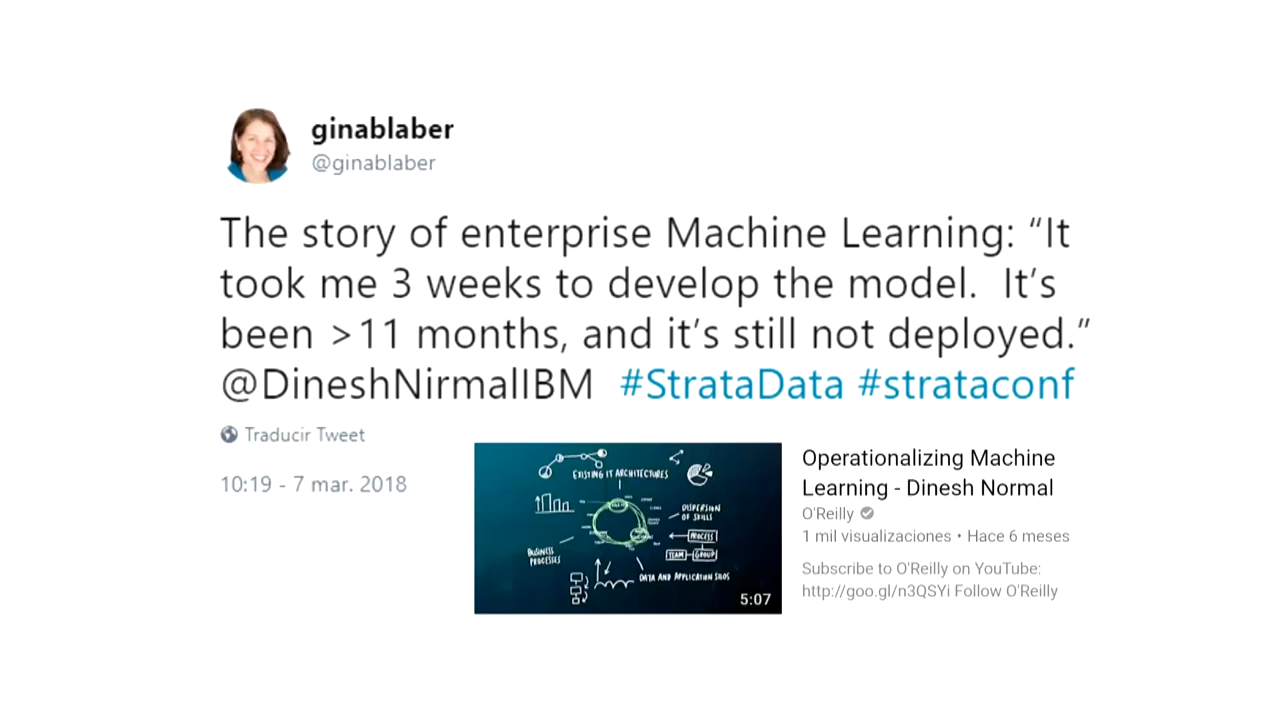 ginablaber
@ginablaber
The story of enterprise Machine Learning: “It
took me 3 weeks to develop the model.  It’s
been >11 months, and it’s still not deployed.”
@DineshNirmalIBM #StrataData #strataconf
Traducir Tweet
10:19 - 7 mar. 2018
EXISTING IT ARCHITECTURES
DISPERSION
OF SKILLS
PROCESS
BUSINESS
PROCESSES
TEAM
GROUP
DATA AND APPLICATION SILOS
5:07
Operationalizing Machine
Learning - Dinesh Normal
O'Reilly
1 mil visualizaciones • Hace 6 meses
Subscribe to O'Reilly on YouTube:
http://goo.gl/n3QSYi Follow O'Reilly